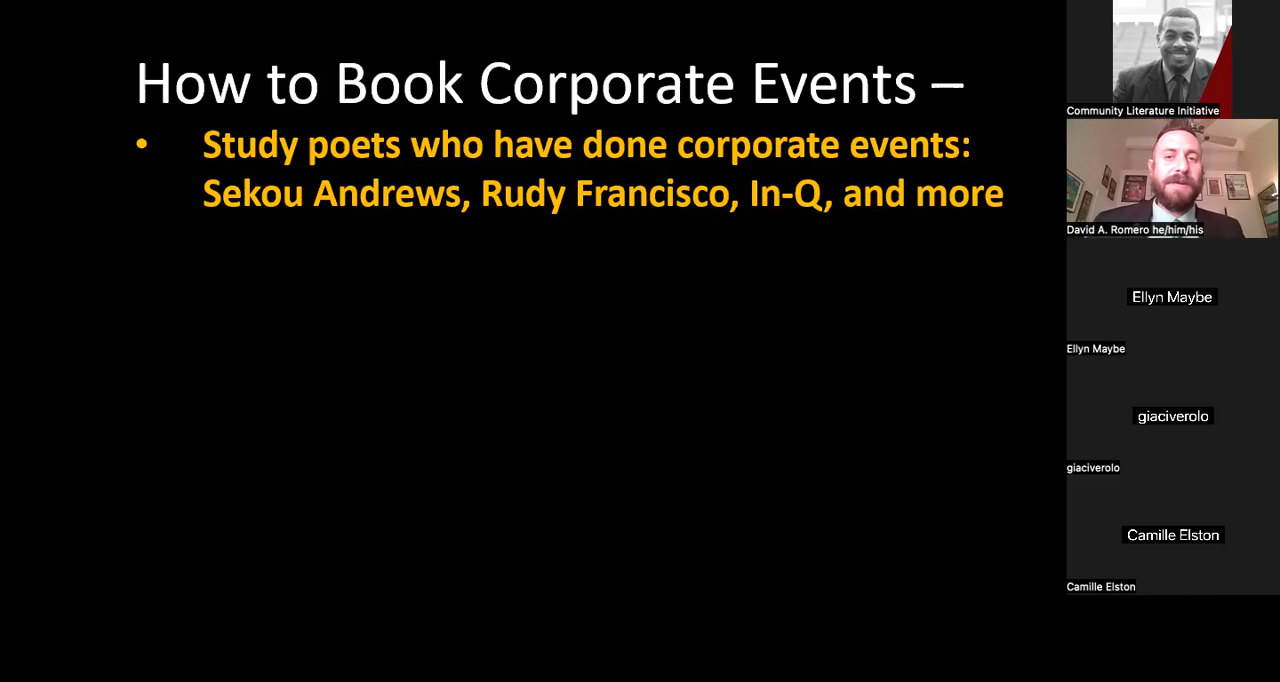 How to Book Corporate Events –
• Study poets who have done corporate events:
Sekou Andrews, Rudy Francisco, In-Q, and more
Community Literature Initiative
David A. Romero he/him/his
Ellyn Maybe
Ellyn Maybe
giaciverolo
giaciverolo
Camille Elston
Camille Elston